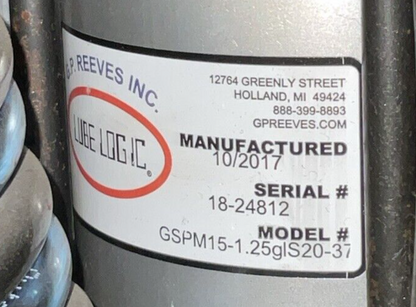 G.P. REEVES INC.
LUBE LOGIC®
12764 GREENLY STREET
HOLLAND, MI 49424
888-399-8893
GPREEVES.COM
MANUFACTURED
10/2017
SERIAL #
18-24812
MODEL #
GSPM15-1.25glS20-37